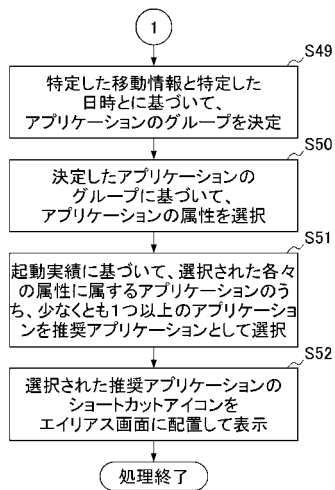 1
S49
特定した移動情報と特定した
日時とに基づいて、
アプリケーションのグループを決定
S50
決定したアプリケーションの
グループに基づいて、
アプリケーションの属性を選択
S51
起動実績に基づいて、選択された各々
の属性に属するアプリケーションのう
ち、少なくとも1つ以上のアプリケーション
を推奨アプリケーションとして選択
S52
選択された推奨アプリケーションの
ショートカットアイコンを
エイリアス画面に配置して表示
処理終了